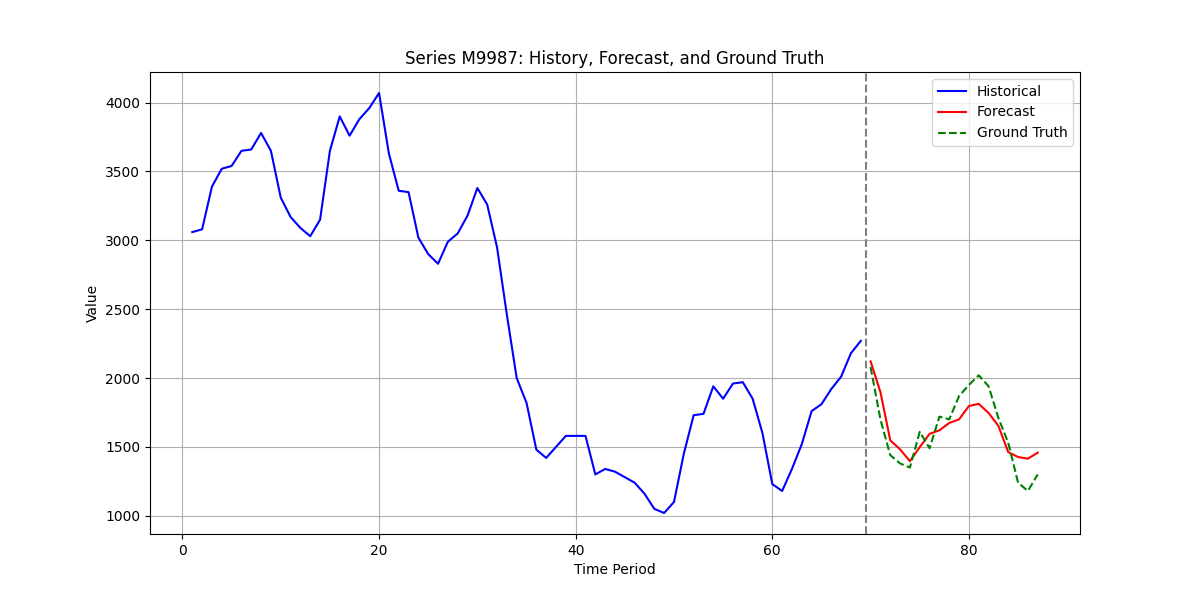 Series M9987: History, Forecast, and Ground Truth
Historical
Forecast
Ground Truth
Value
4000
3500
3000
2500
2000
1500
1000
0 20 40 60 80
Time Period